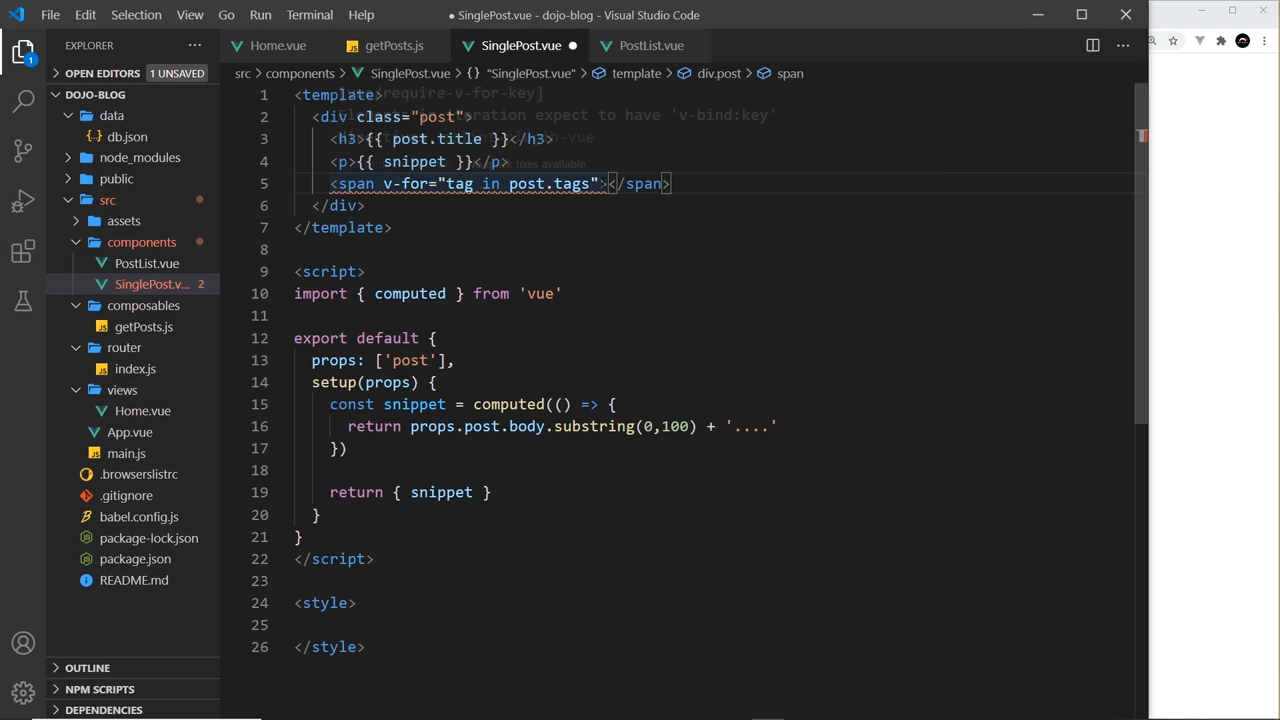 File Edit Selection View Go Run Terminal Help
● SinglePost.vue - dojo-blog - Visual Studio Code
EXPLORER
Home.vue
getPosts.js
SinglePost.vue
PostList.vue
OPEN EDITORS 1 UNSAVED
src > components > SinglePost.vue > {} "SinglePost.vue" > template > div.post > span
DOJO-BLOG
data
db.json
node_modules
public
src
assets
components
PostList.vue
SinglePost.v... 2
composables
getPosts.js
router
index.js
views
Home.vue
App.vue
main.js
.browserslistrc
.gitignore
babel.config.js
package-lock.json
package.json
README.md
OUTLINE
NPM SCRIPTS
DEPENDENCIES
1
1 <template>
2 <div class="post">
3 <h3>{{ post.title }}</h3>
4 <p>{{ snippet }}</p>
5 <span v-for="tag in post.tags"></span>
6 </div>
7 </template>
8
9 <script>
10 import { computed } from 'vue'
11
12 export default {
13 props: ['post'],
14 setup(props) {
15 const snippet = computed(() => {
16 return props.post.body.substring(0,100) + '....'
17 })
18
19 return { snippet }
20 }
21 }
22 </script>
23
24 <style>
25
26 </style>
require-v-for-key]
expect to have 'v-bind:key'
fixes available